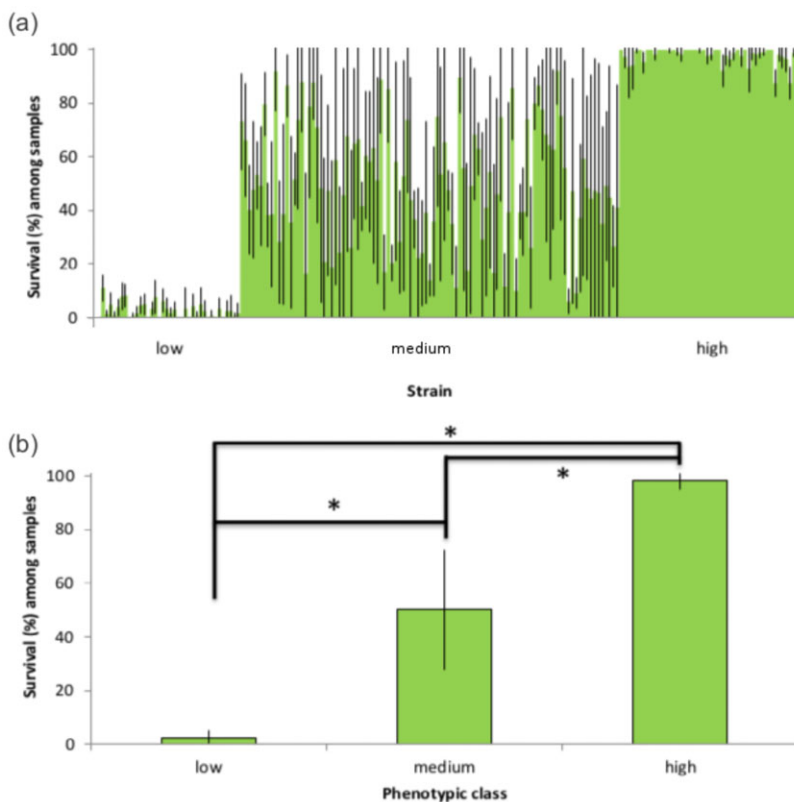 (a)
Survival (%) among samples
100
80
60
40
20
0
low medium high
Strain
(b)
*
*
*
Survival (%) among samples
100
80
60
40
20
0
low medium high
Phenotypic class